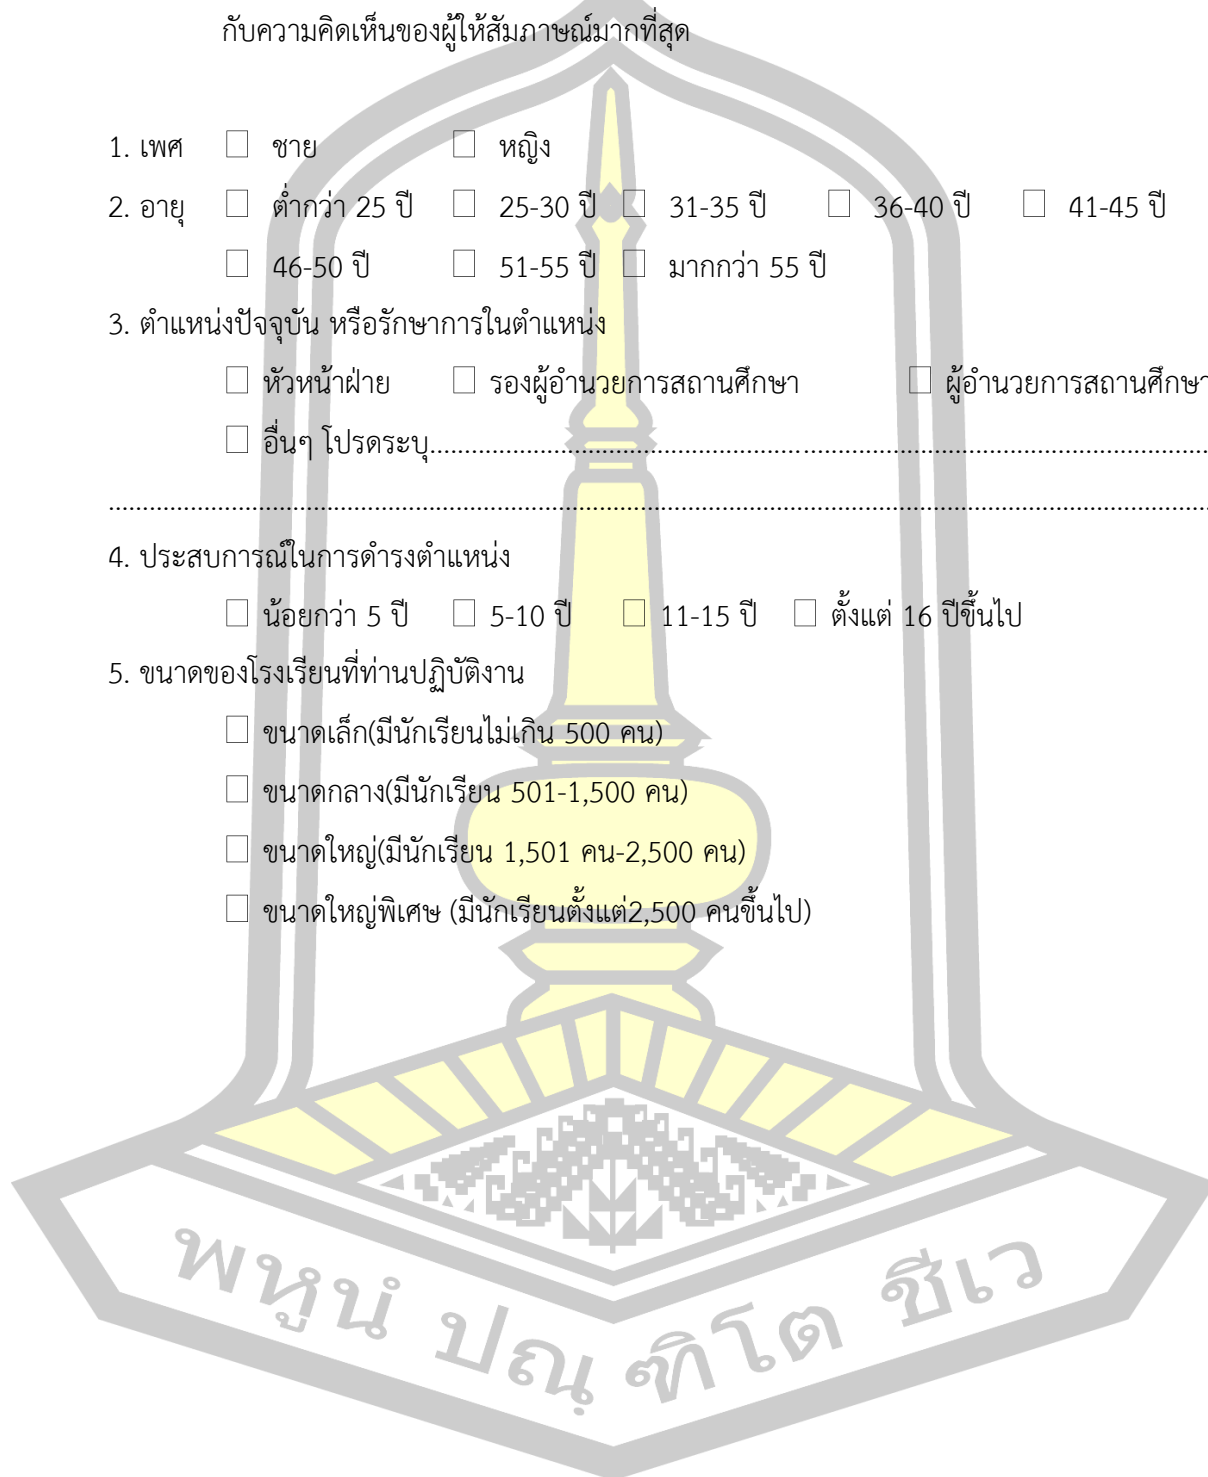 กับความคิดเห็นของผู้ให้สัมภาษณ์มากที่สุด
1. เพศ □ ชาย □ หญิง
2. อายุ □ ต่ำกว่า 25 ปี □ 25-30 ปี □ 31-35 ปี □ 36-40 ปี □ 41-45 ปี
□ 46-50 ปี □ 51-55 ปี □ มากกว่า 55 ปี
3. ตำแหน่งปัจจุบัน หรือรักษาการในตำแหน่ง
□ หัวหน้าฝ่าย □ รองผู้อำนวยการสถานศึกษา □ ผู้อำนวยการสถานศึกษา
□ อื่นๆ โปรดระบุ....................................................................................................
..............................................................................................................................
4. ประสบการณ์ในการดำรงตำแหน่ง
□ น้อยกว่า 5 ปี □ 5-10 ปี □ 11-15 ปี □ ตั้งแต่ 16 ปีขึ้นไป
5. ขนาดของโรงเรียนที่ท่านปฏิบัติงาน
□ ขนาดเล็ก(มีนักเรียนไม่เกิน 500 คน)
□ ขนาดกลาง(มีนักเรียน 501-1,500 คน)
□ ขนาดใหญ่(มีนักเรียน 1,501 คน-2,500 คน)
□ ขนาดใหญ่พิเศษ (มีนักเรียนตั้งแต่2,500 คนขึ้นไป)
พหูนํ ปณฺ ฑิโต ชีเว